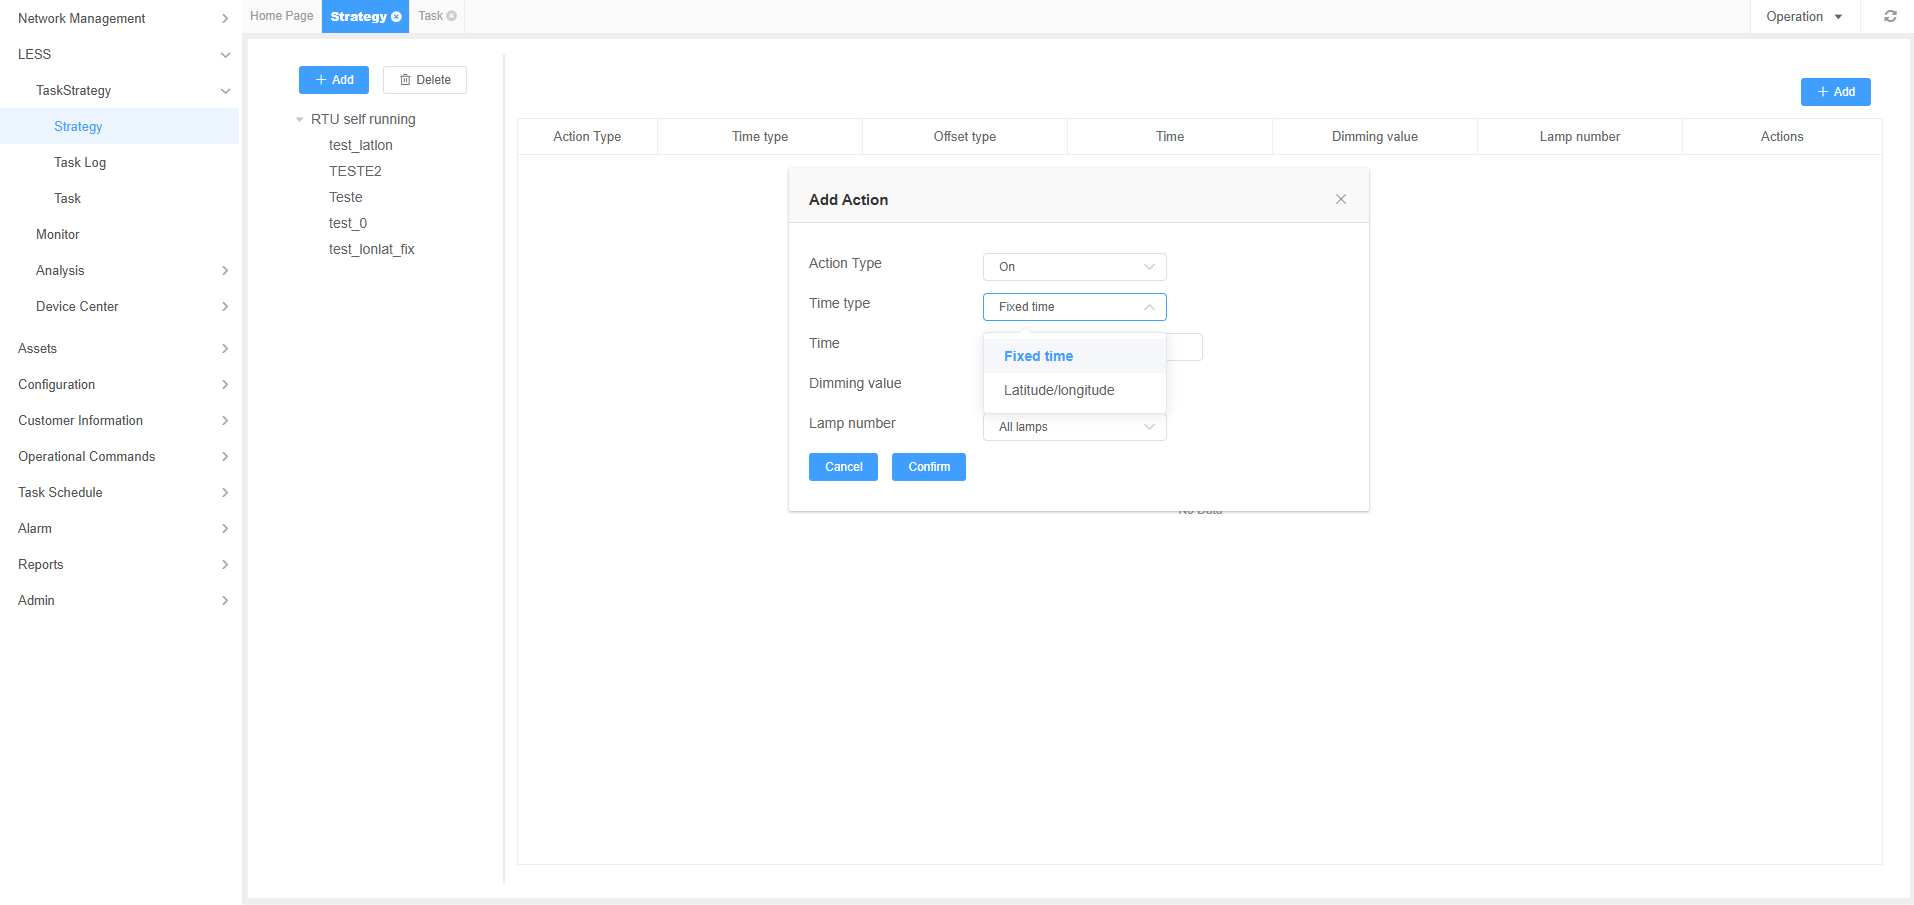 Network Management
LESS
TaskStrategy
Strategy
Task Log
Task
Monitor
Analysis
Device Center
Assets
Configuration
Customer Information
Operational Commands
Task Schedule
Alarm
Reports
Admin
Home Page
Strategy
Task
Operation
Add
Delete
RTU self running
test_latlon
TESTE2
Teste
test_0
test_lonlat_fix
Add
Action Type
Time type
Offset type
Time
Dimming value
Lamp number
Actions
Add Action
Action Type
On
Time type
Fixed time
Time
Fixed time
Dimming value
Latitude/longitude
Lamp number
All lamps
Cancel
Confirm
No Data